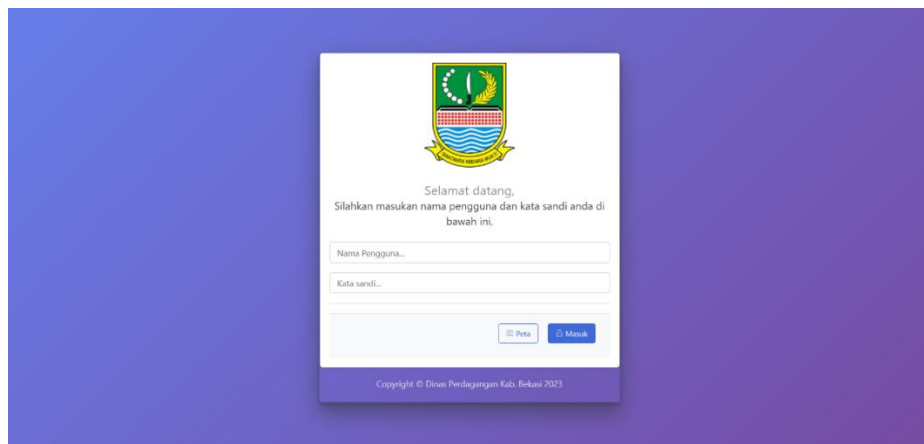 Selamat datang,
Silahkan masukan nama pengguna dan kata sandi anda di
bawah ini.
Nama Pengguna...
Kata sandi...
Peta
Masuk
Copyright © Dinas Perdagangan Kab. Bekasi 2023